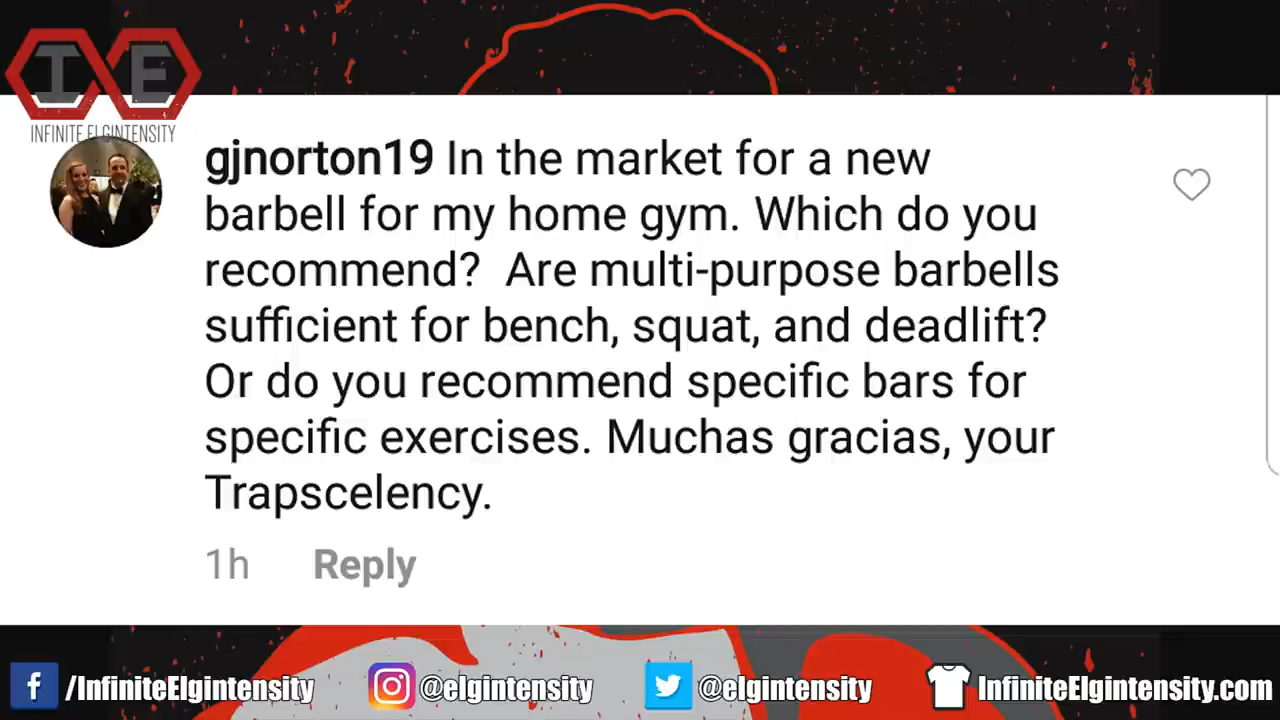 IE
INFINITE ELGINTENSITY
gjnorton19 In the market for a new
barbell for my home gym. Which do you
recommend? Are multi-purpose barbells
sufficient for bench, squat, and deadlift?
Or do you recommend specific bars for
specific exercises. Muchas gracias, your
Trapscelency.
1h Reply
f /InfiniteElgintensity @elgintensity @elgintensity InfiniteElgintensity.com